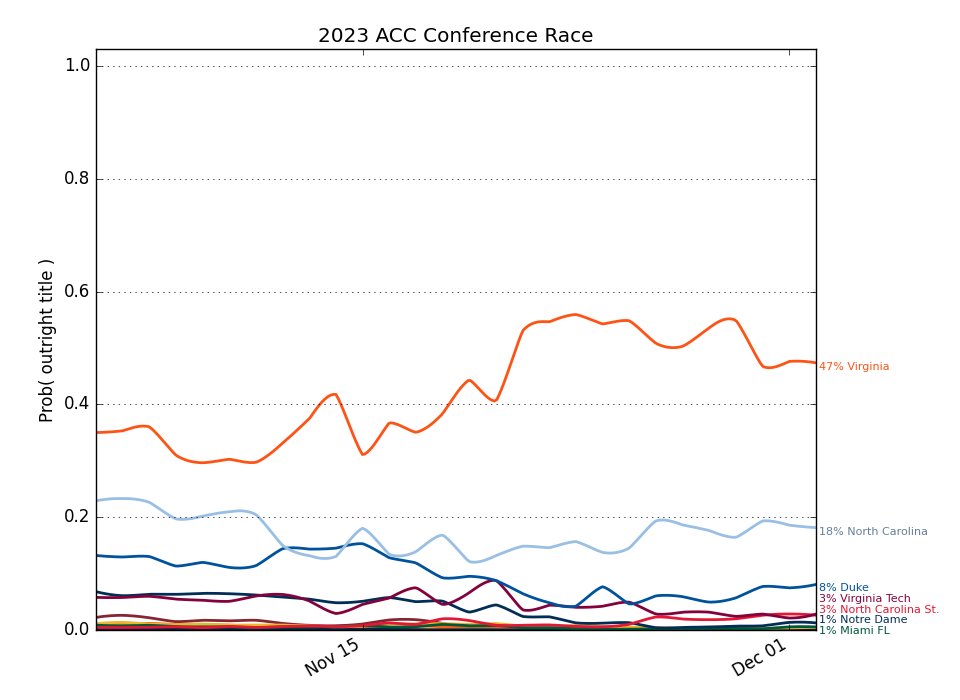 2023 ACC Conference Race
Prob( outright title )
1.0
0.8
0.6
0.4
0.2
0.0
Nov 15
Dec 01
47% Virginia
18% North Carolina
8% Duke
3% Virginia Tech
3% North Carolina St.
1% Notre Dame
1% Miami FL